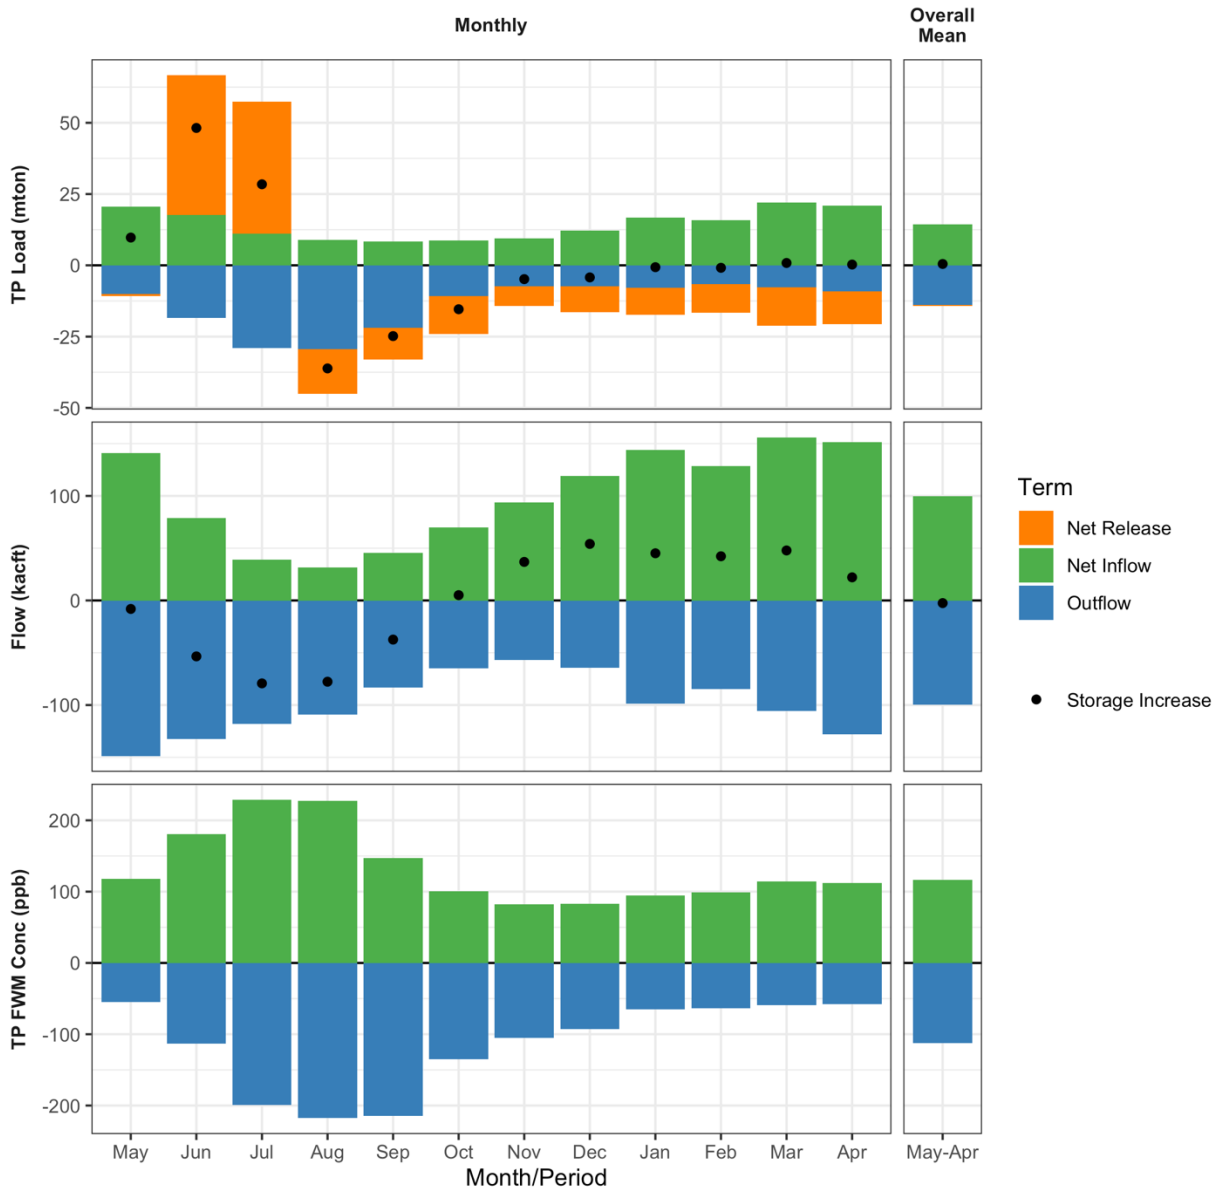 Monthly
Overall
Mean
TP Load (mton)
50
25
0
-25
-50
Flow (kacft)
100
0
-100
TP FWM Conc (ppb)
200
100
0
-100
-200
May Jun Jul Aug Sep Oct Nov Dec Jan Feb Mar Apr May-Apr
Month/Period
Term
Net Release
Net Inflow
Outflow
Storage Increase